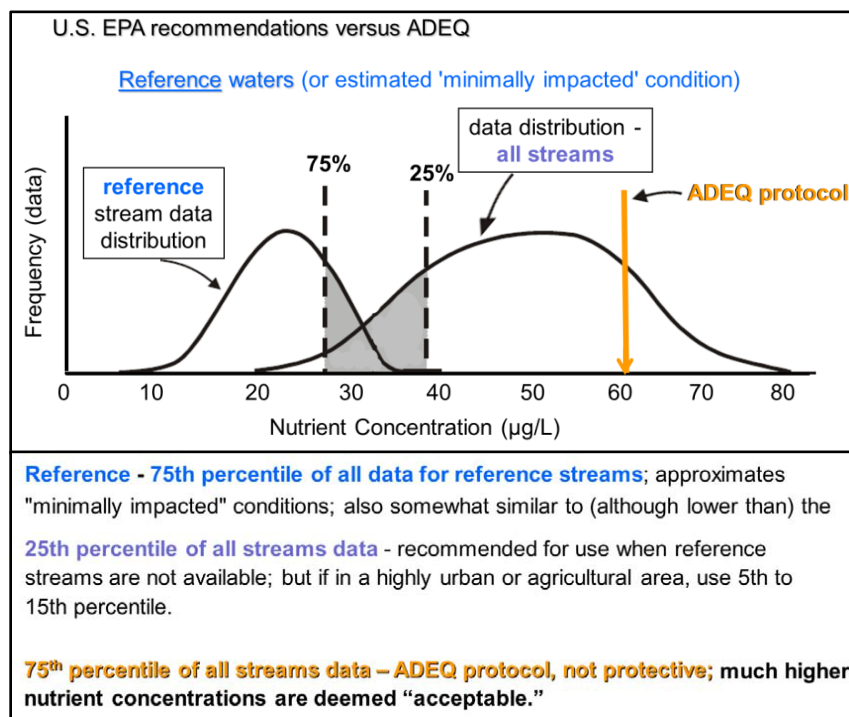 U.S. EPA recommendations versus ADEQ
Reference waters (or estimated 'minimally impacted' condition)
data distribution -
all streams
75%
25%
reference
stream data
distribution
ADEQ protocol
Frequency (data)
0 10 20 30 40 50 60 70 80
Nutrient Concentration (µg/L)
Reference - 75th percentile of all data for reference streams; approximates
"minimally impacted" conditions; also somewhat similar to (although lower than) the
25th percentile of all streams data - recommended for use when reference
streams are not available; but if in a highly urban or agricultural area, use 5th to
15th percentile.
75th percentile of all streams data – ADEQ protocol, not protective; much higher
nutrient concentrations are deemed “acceptable.”